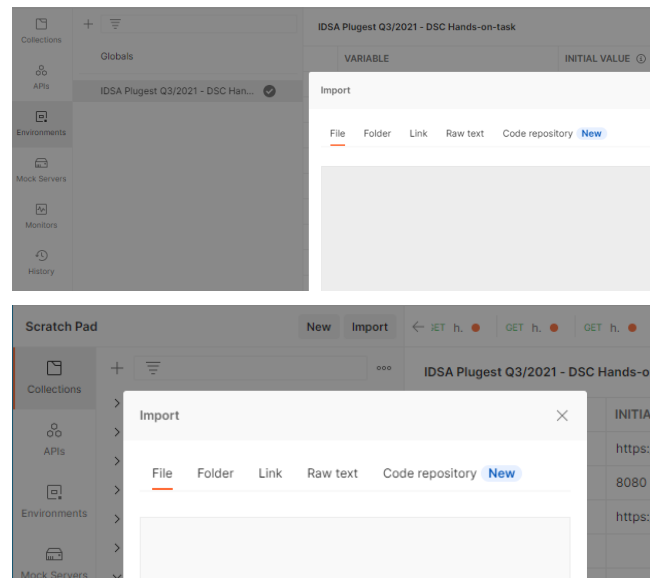 IDSA Plugest Q3/2021 - DSC Hands-on-task
Collections
Globals
VARIABLE
INITIAL VALUE
APIs
IDSA Plugest Q3/2021 - DSC Han...
Import
Environments
File Folder Link Raw text Code repository New
Mock Servers
Monitors
History
Scratch Pad
New Import
GET h.
GET h.
IDSA Plugest Q3/2021 - DSC Hands-o
Collections
Import
INITIA
APIs
https:
File Folder Link Raw text Code repository New
8080
Environments
https:
Mock Servers